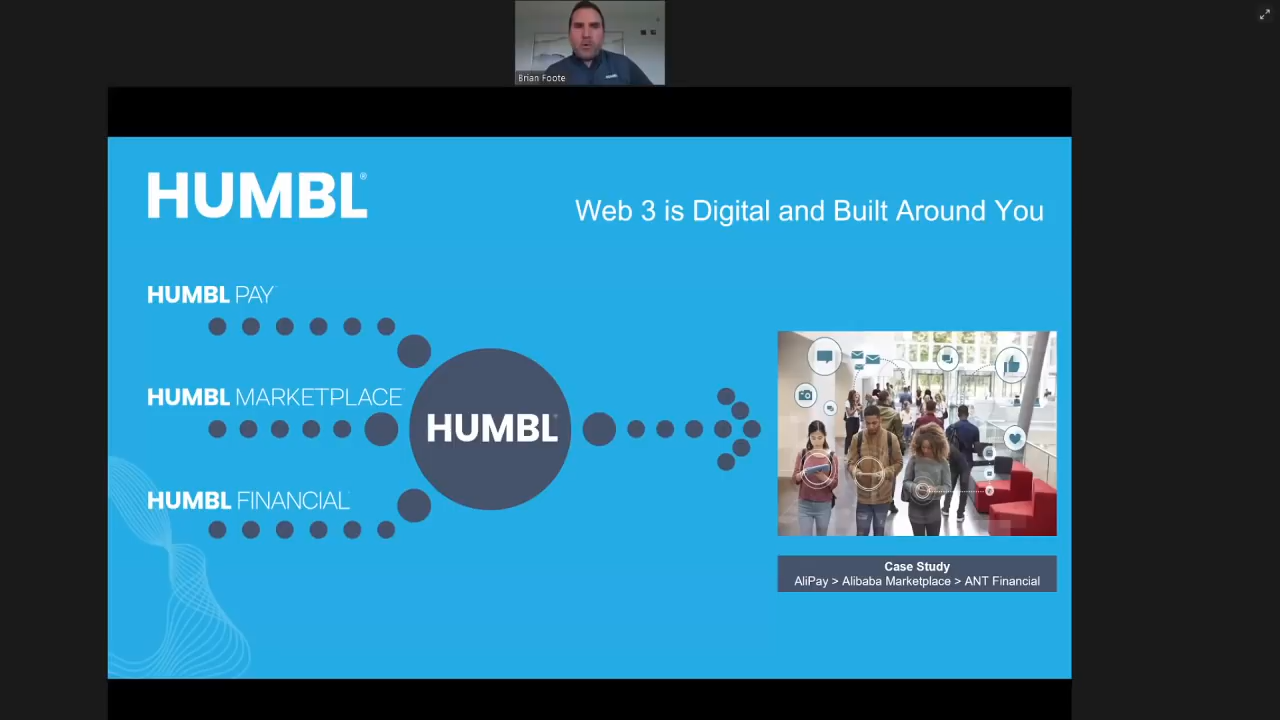 Brian Foote
HUMBL®
Web 3 is Digital and Built Around You
HUMBL PAY
HUMBL MARKETPLACE
HUMBL
HUMBL FINANCIAL
Case Study
AliPay > Alibaba Marketplace > ANT Financial